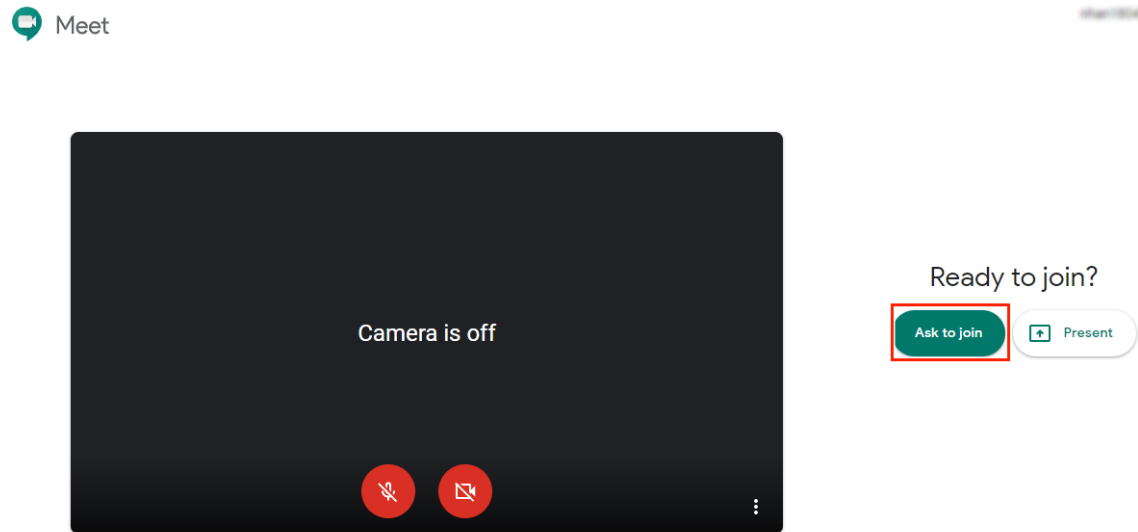 Meet
Camera is off
Ready to join?
Ask to join
Present